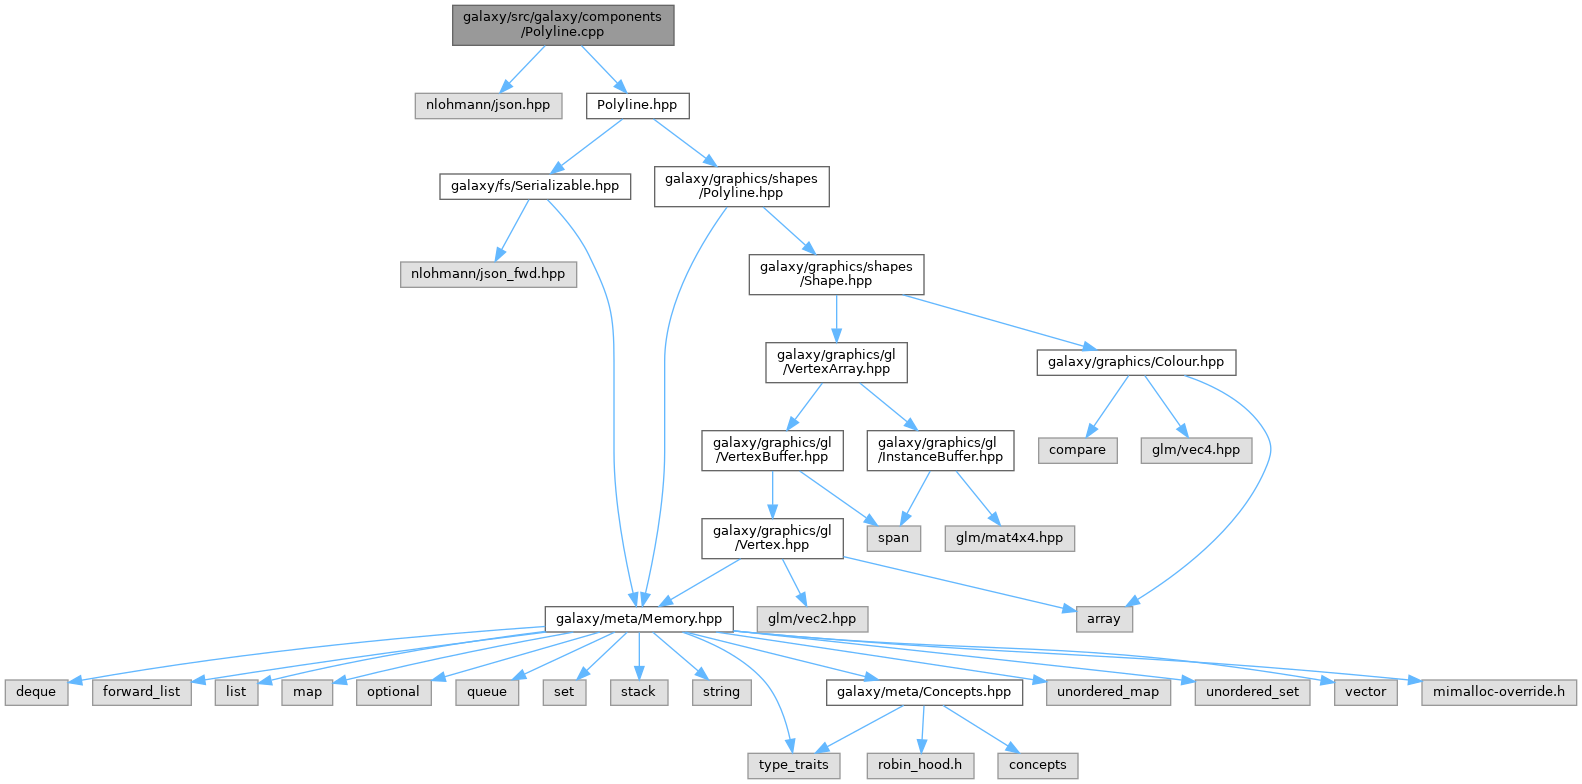 galaxy/src/galaxy/components
/Polyline.cpp
nlohmann/json.hpp
Polyline.hpp
galaxy/fs/Serializable.hpp
galaxy/graphics/shapes
/Polyline.hpp
nlohmann/json_fwd.hpp
galaxy/graphics/shapes
/Shape.hpp
galaxy/graphics/gl
/VertexArray.hpp
galaxy/graphics/Colour.hpp
galaxy/graphics/gl
/VertexBuffer.hpp
galaxy/graphics/gl
/InstanceBuffer.hpp
compare
glm/vec4.hpp
galaxy/graphics/gl
/Vertex.hpp
span
glm/mat4x4.hpp
galaxy/meta/Memory.hpp
glm/vec2.hpp
array
deque
forward_list
list
map
optional
queue
set
stack
string
galaxy/meta/Concepts.hpp
unordered_map
unordered_set
vector
mimalloc-override.h
type_traits
robin_hood.h
concepts